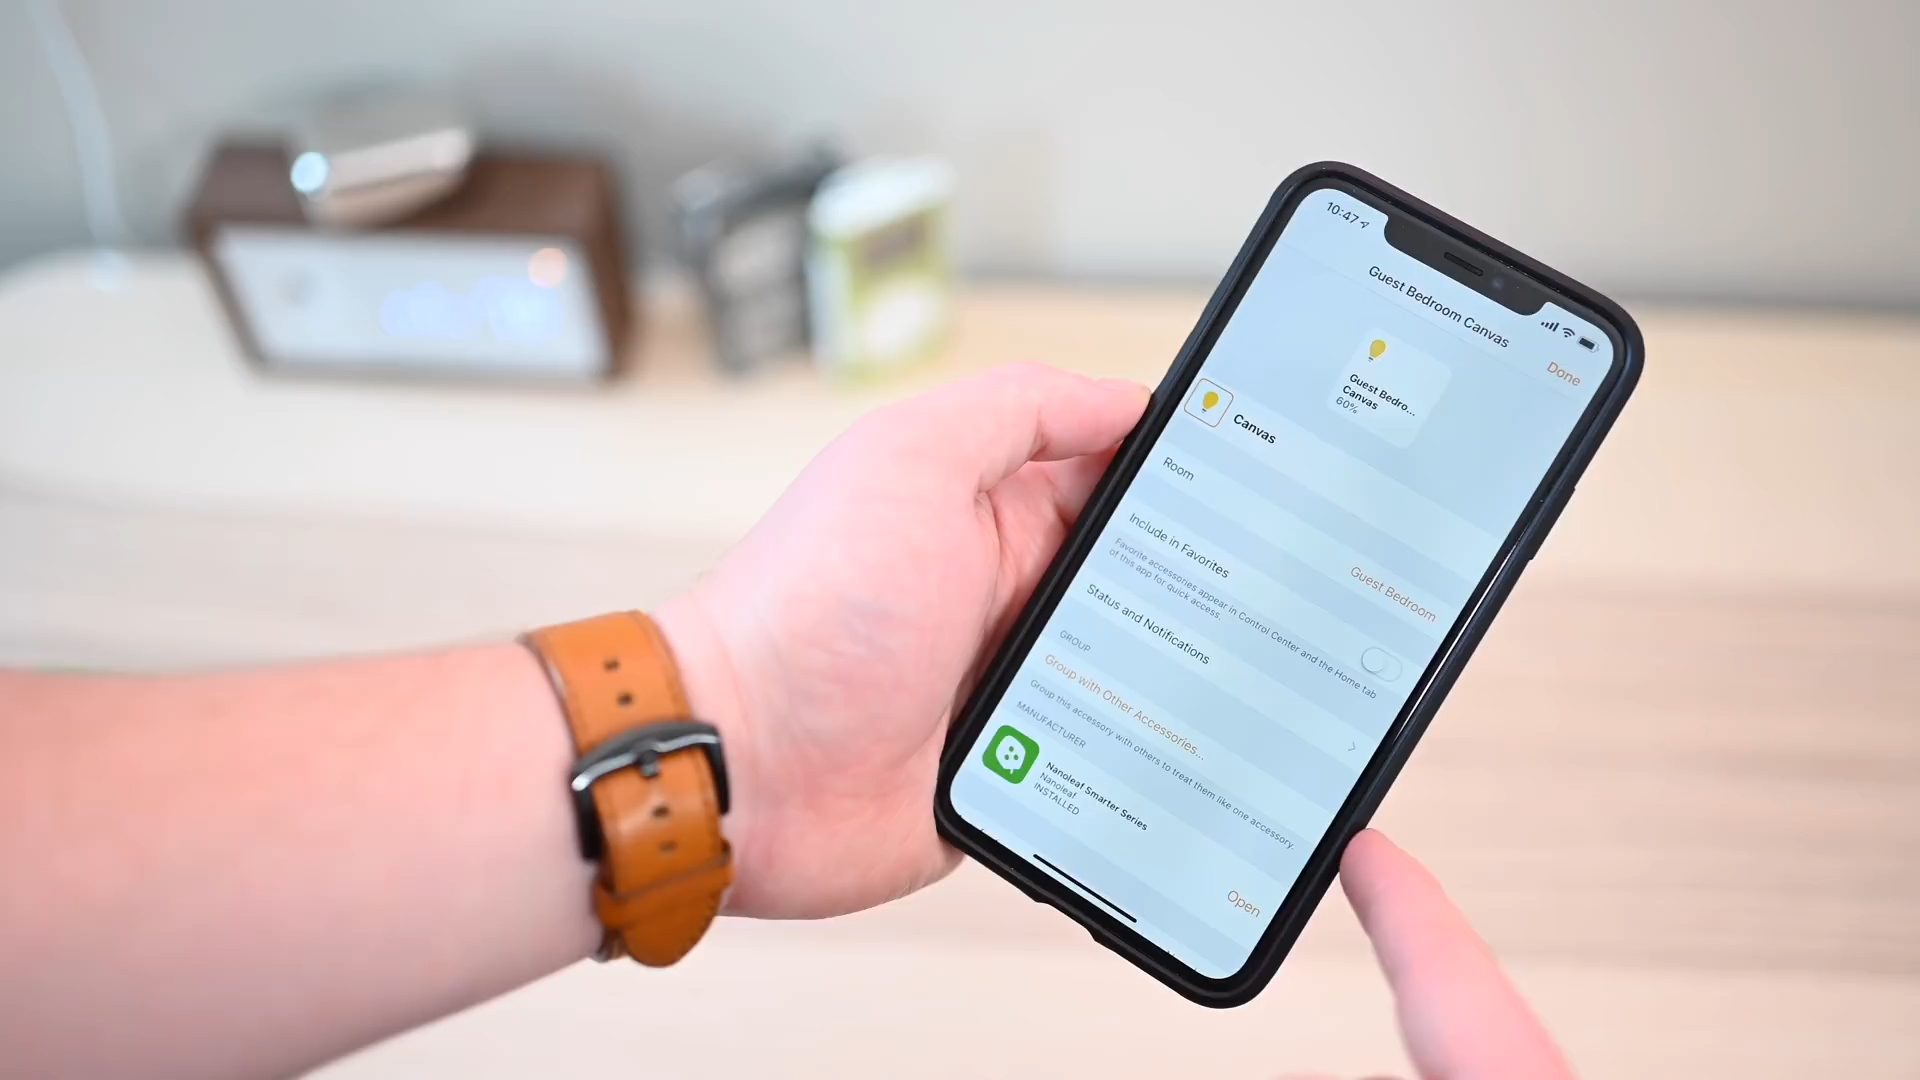 10:47
Guest Bedroom Canvas
Done
Guest Bedro...
Canvas
60%
Canvas
Room
Guest Bedroom
Include in Favorites
Favorite accessories appear in Control Center and the Home tab
of this app for quick access.
Status and Notifications
GROUP
Group with Other Accessories...
Group this accessory with others to treat them like one accessory.
MANUFACTURER
Nanoleaf Smarter Series
Nanoleaf
INSTALLED
Open